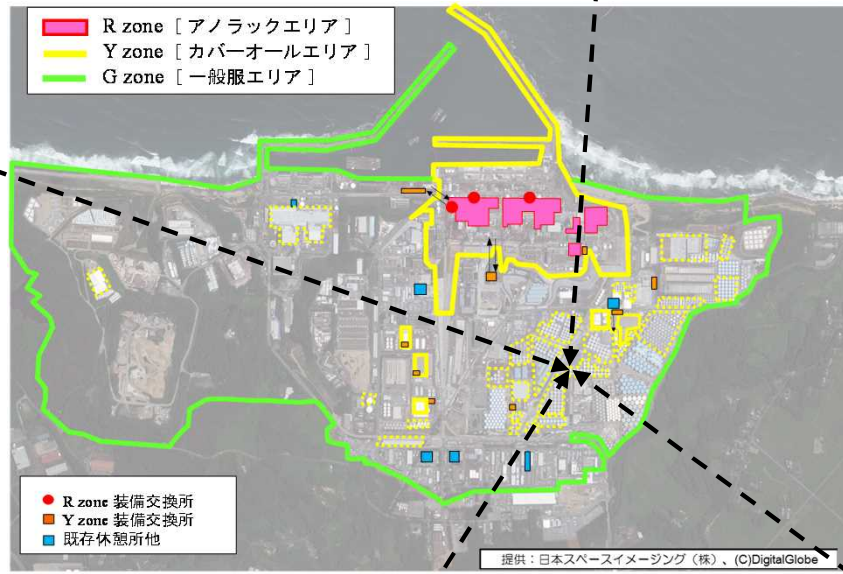 R zone [ アノラックエリア ]
Y zone [ カバーオールエリア ]
G zone [ 一般服エリア ]
R zone 装備交換所
Y zone 装備交換所
既存休憩所他
提供：日本スペースイメージング（株）、(C)DigitalGlobe